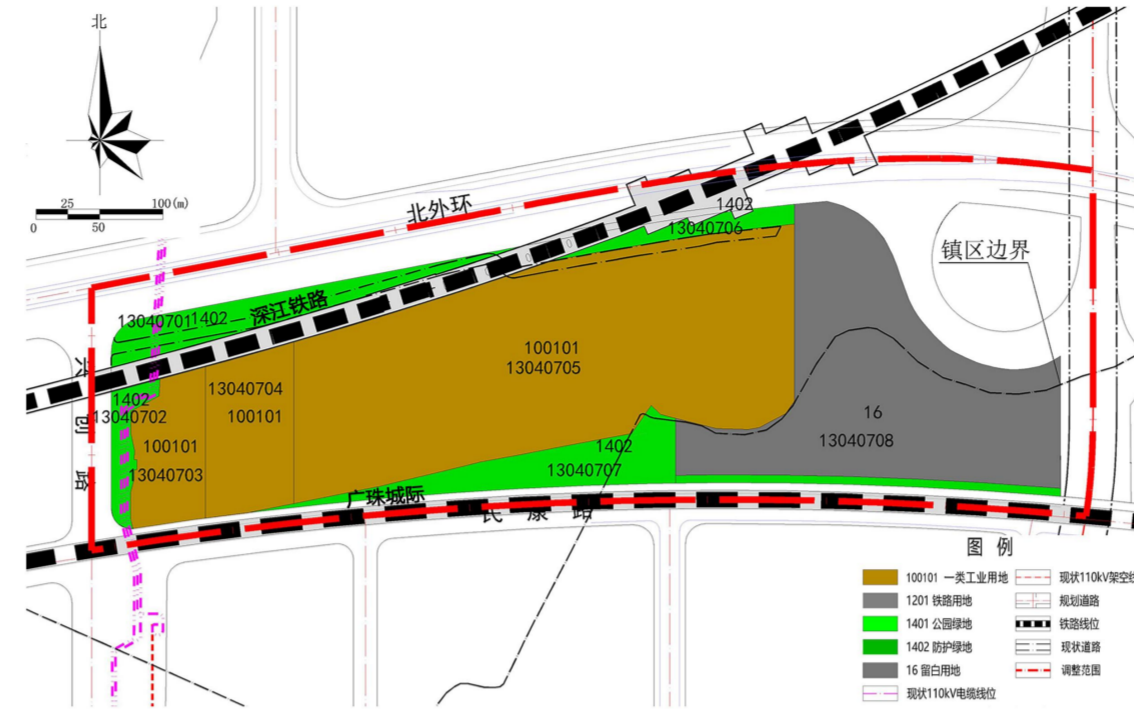 北
25
100(m)
0
50
北外环
1402
13040706
镇区边界
深江铁路
13040701
1402
100101
13040705
兴创路
1402
13040702
13040704
100101
100101
13040703
16
13040708
1402
13040707
广珠城际
民康路
图 例
100101 一类工业用地
现状110kV架空线
1201 铁路用地
规划道路
1401 公园绿地
铁路线位
1402 防护绿地
现状道路
16 留白用地
调整范围
现状110kV电缆线位